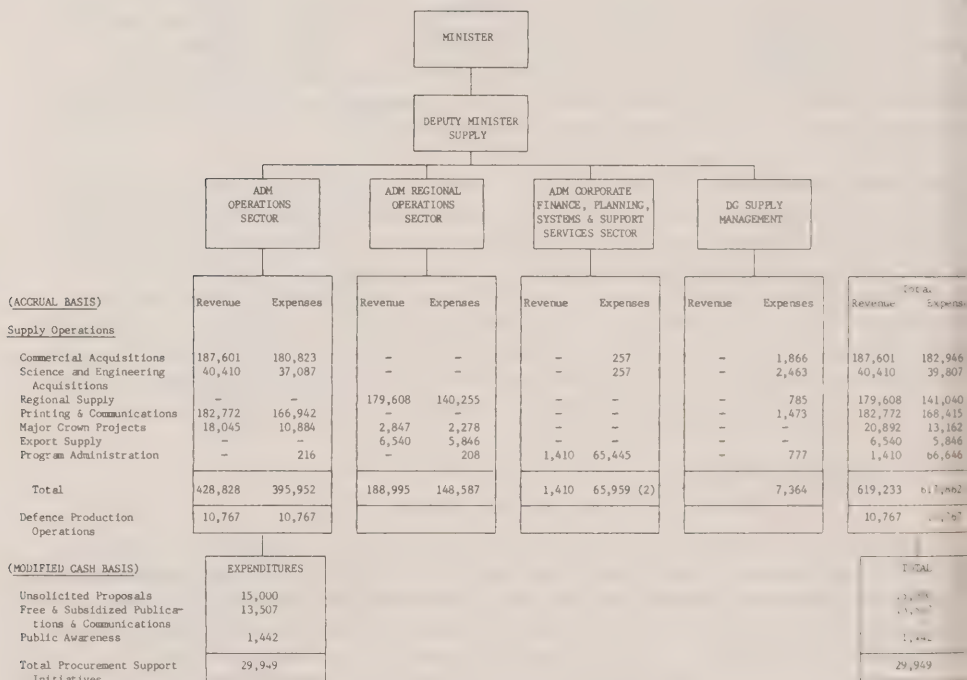 MINISTER
DEPUTY MINISTER
SUPPLY
ADM
OPERATIONS
SECTOR
ADM REGIONAL
OPERATIONS
SECTOR
ADM CORPORATE
FINANCE, PLANNING,
SYSTEMS & SUPPORT
SERVICES SECTOR
DG SUPPLY
MANAGEMENT
(ACCRUAL BASIS) Revenue Expenses Revenue Expenses Revenue Expenses Revenue Expenses Revenue
Supply Operations
Commercial Acquisitions 187,601 180,823 - - - 257 - 1,866 187,601 182,946
Science and Engineering 40,410 37,087 - - - 257 - 2,463 40,410 39,807
Acquisitions
Regional Supply - - 179,608 140,255 - - - 785 179,608 141,040
Printing & Communications 182,772 166,942 - - - - - 1,473 182,772 168,415
Major Crown Projects 18,045 10,884 2,847 2,278 - - - - 20,892 13,162
Export Supply - - 6,540 5,846 - - - - 6,540 5,846
Program Administration - 216 - 208 1,410 65,445 - 777 1,410 66,646
Total 428,828 395,952 188,995 148,587 1,410 65,959 (2) 7,364 619,233
Defence Production 10,767 10,767 10,767
Operations
(MODIFIED CASH BASIS) EXPENDITURES TOTAL
Unsolicited Proposals 15,000
Free & Subsidized Publica-
tions & Communications 13,507
Public Awareness 1,442
Total Procurement Support 29,949 29,949
Initiatives